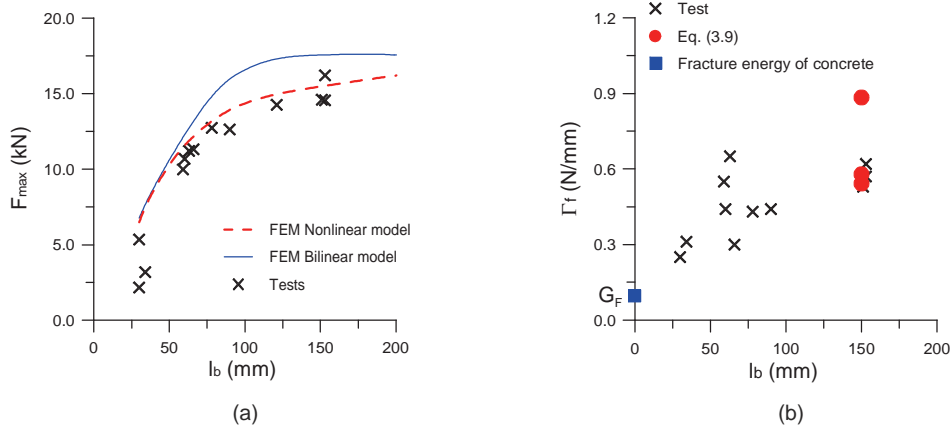 20.0
15.0
10.0
5.0
0.0
Fmax (kN)
FEM Nonlinear model
FEM Bilinear model
Tests
0 50 100 150 200
lb (mm)
(a)
1.2
0.9
0.6
0.3
0.0
Γf (N/mm)
Test
Eq. (3.9)
Fracture energy of concrete
GF
0 50 100 150 200
lb (mm)
(b)